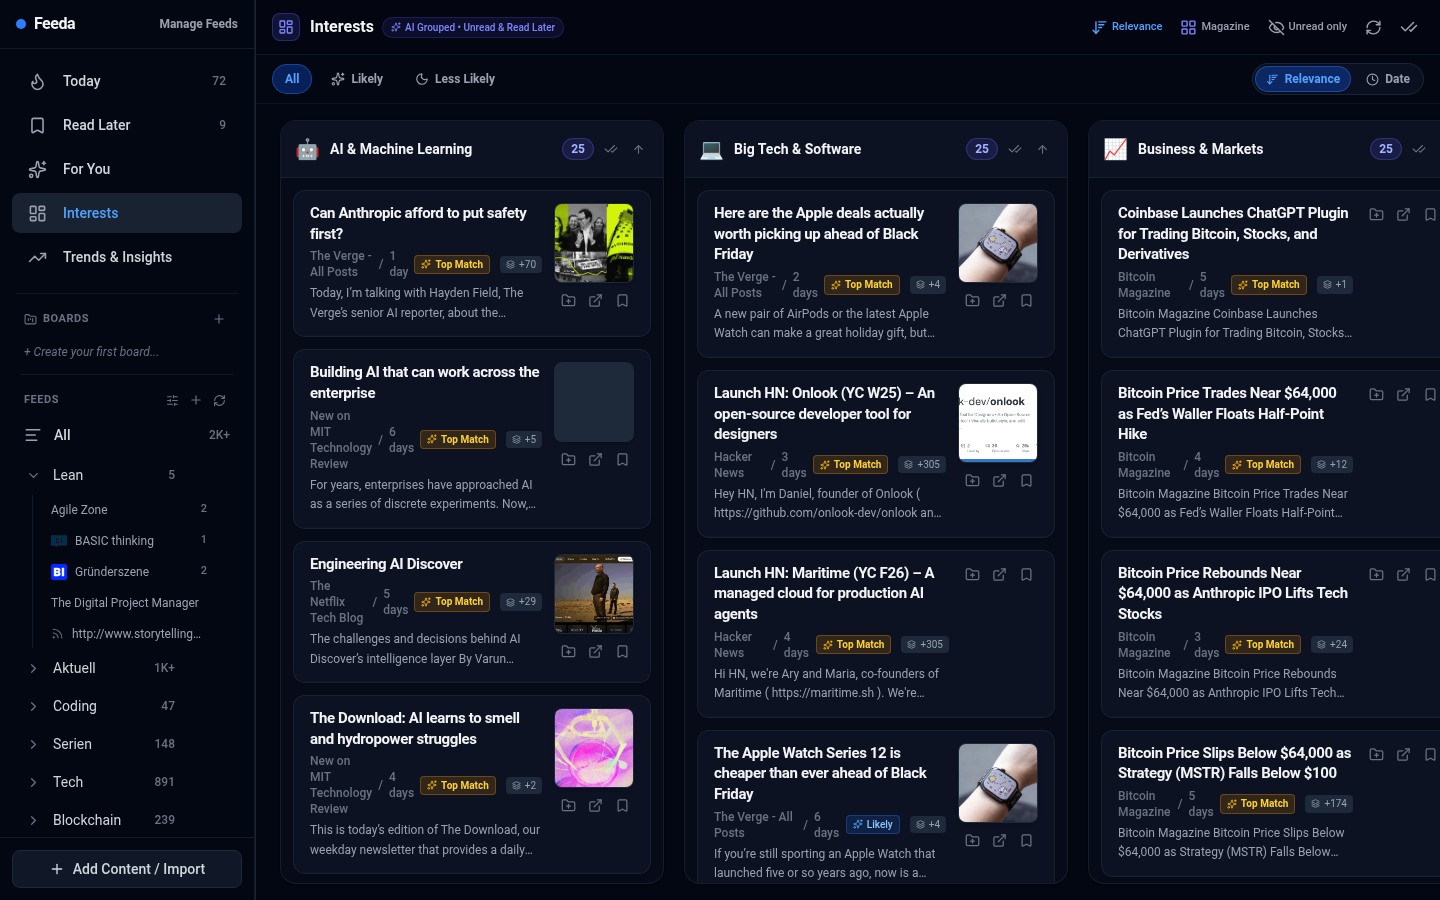 Feeda
Manage Feeds
Today 72
Read Later 9
For You
Interests
Trends & Insights
BOARDS
+ Create your first board...
FEEDS
All 2K+
Lean 5
Agile Zone 2
BASIC thinking 1
BI Gründerszene 2
The Digital Project Manager
http://www.storytelling...
Aktuell 1K+
Coding 47
Serien 148
Tech 891
Blockchain 239
+ Add Content / Import
Interests
AI Grouped • Unread & Read Later
Relevance
Magazine
Unread only
All
Likely
Less Likely
Relevance
Date
AI & Machine Learning 25
Can Anthropic afford to put safety
first?
The Verge -
All Posts
/ 1
day
Top Match
+70
Today, I'm talking with Hayden Field, The
Verge's senior AI reporter, about the...
Building AI that can work across the
enterprise
New on
MIT
Technology
Review
/ 6
days
Top Match
+5
For years, enterprises have approached AI
as a series of discrete experiments. Now,...
Engineering AI Discover
The
Netflix
Tech Blog
/ 5
days
Top Match
+29
The challenges and decisions behind AI
Discover's intelligence layer By Varun...
The Download: AI learns to smell
and hydropower struggles
New on
MIT
Technology
Review
/ 4
days
Top Match
+2
This is today's edition of The Download, our
weekday newsletter that provides a daily...
Big Tech & Software 25
Here are the Apple deals actually
worth picking up ahead of Black
Friday
The Verge -
All Posts
/ 2
days
Top Match
+4
A new pair of AirPods or the latest Apple
Watch can make a great holiday gift, but...
Launch HN: Onlook (YC W25) – An
open-source developer tool for
designers
k-dev/onlook
Hacker
News
/ 3
days
Top Match
+305
Hey HN, I'm Daniel, founder of Onlook (
https://github.com/onlook-dev/onlook an...
Launch HN: Maritime (YC F26) – A
managed cloud for production AI
agents
Hacker
News
/ 4
days
Top Match
+305
Hi HN, we're Ary and Maria, co-founders of
Maritime ( https://maritime.sh ). We're...
The Apple Watch Series 12 is
cheaper than ever ahead of Black
Friday
The Verge - All
Posts
/ 6
days
Likely
+4
If you're still sporting an Apple Watch that
launched five or so years ago, now is a...
Business & Markets 25
Coinbase Launches ChatGPT Plugin
for Trading Bitcoin, Stocks, and
Derivatives
Bitcoin
Magazine
/ 5
days
Top Match
+1
Bitcoin Magazine Coinbase Launches
ChatGPT Plugin for Trading Bitcoin, Stocks...
Bitcoin Price Trades Near $64,000
as Fed's Waller Floats Half-Point
Hike
Bitcoin
Magazine
/ 4
days
Top Match
+12
Bitcoin Magazine Bitcoin Price Trades Near
$64,000 as Fed's Waller Floats Half-Point...
Bitcoin Price Rebounds Near
$64,000 as Anthropic IPO Lifts Tech
Stocks
Bitcoin
Magazine
/ 3
days
Top Match
+24
Bitcoin Magazine Bitcoin Price Rebounds
Near $64,000 as Anthropic IPO Lifts Tech...
Bitcoin Price Slips Below $64,000 as
Strategy (MSTR) Falls Below $100
Bitcoin
Magazine
/ 5
days
Top Match
+174
Bitcoin Magazine Bitcoin Price Slips Below
$64,000 as Strategy (MSTR) Falls Below...